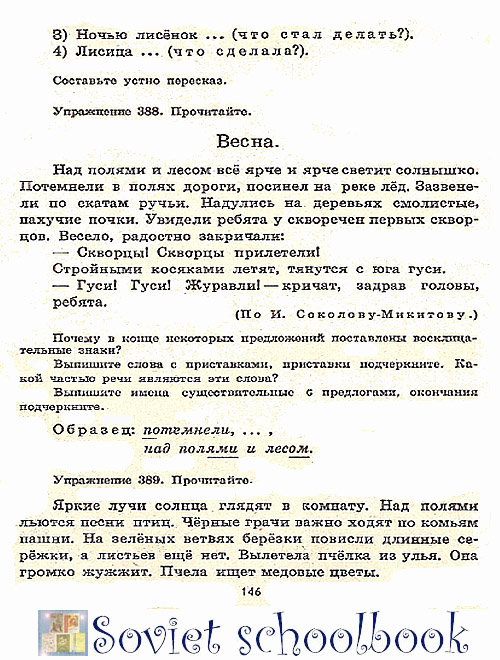 3) Ночью лисёнок ... (что стал делать?).
4) Лисица ... (что сделала?).
Составьте устно пересказ.
Упражнение 388. Прочитайте.
Весна.
Над полями и лесом всё ярче и ярче светит солнышко.
Потемнели в полях дороги, посинел на реке лёд. Зазвене-
ли по скатам ручьи. Надулись на деревьях смолистые,
пахучие почки. Увидели ребята у скворечен первых сквор-
цов. Весело, радостно закричали:
— Скворцы! Скворцы прилетели!
Стройными косяками летят, тянутся с юга гуси.
— Гуси! Гуси! Журавли! — кричат, задрав головы,
ребята.
(По И. Соколову-Микитову.)
Почему в конце некоторых предложений поставлены восклица-
тельные знаки?
Выпишите слова с приставками, приставки подчеркните. Ка-
кой частью речи являются эти слова?
Выпишите имена существительные с предлогами, окончания
подчеркните.
Образец: потемнели, ... ,
над полями и лесом.
Упражнение 389. Прочитайте.
Яркие лучи солнца глядят в комнату. Над полями
льются песни птиц. Чёрные грачи важно ходят по комьям
пашни. На зелёных ветвях берёзки повисли длинные се-
рёжки, а листьев ещё нет. Вылетела пчёлка из улья. Она
громко жужжит. Пчела ищет медовые цветы.
146
Soviet schoolbook